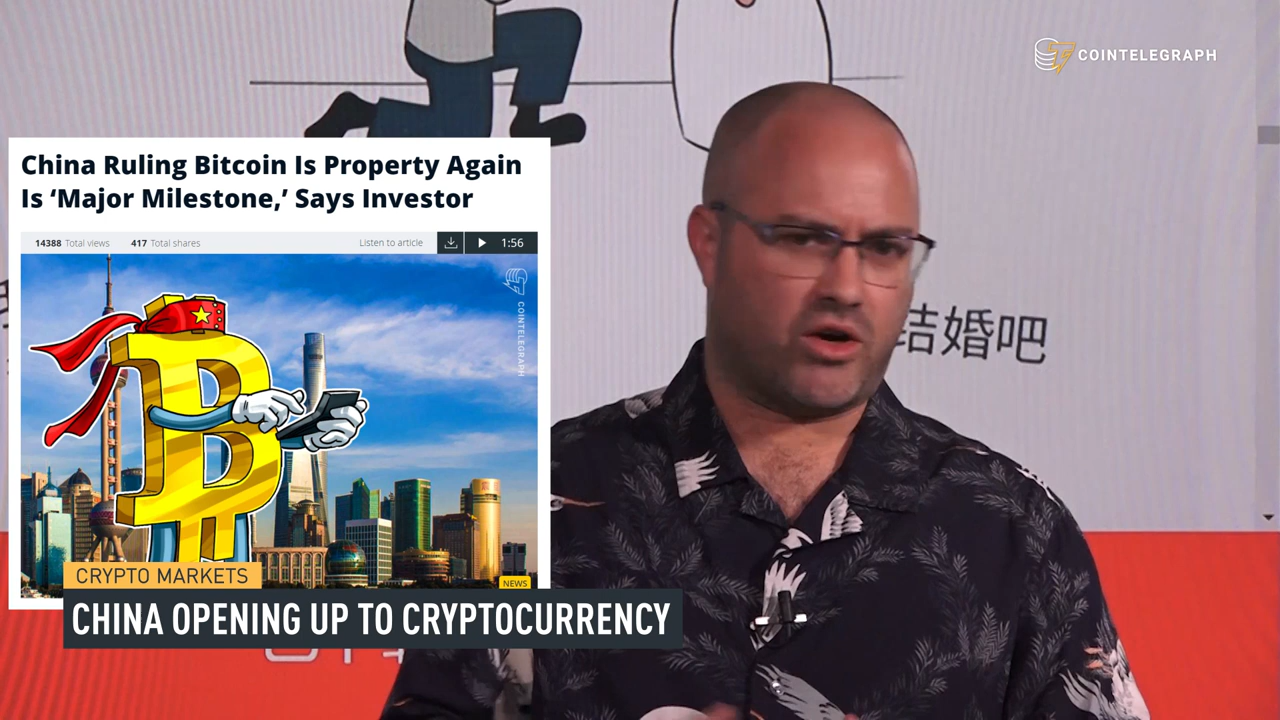 COINTELEGRAPH
China Ruling Bitcoin Is Property Again
Is ‘Major Milestone,’ Says Investor
14388 Total views 417 Total shares Listen to article 1:56
COINTELEGRAPH
NEWS
结婚吧
CRYPTO MARKETS
CHINA OPENING UP TO CRYPTOCURRENCY